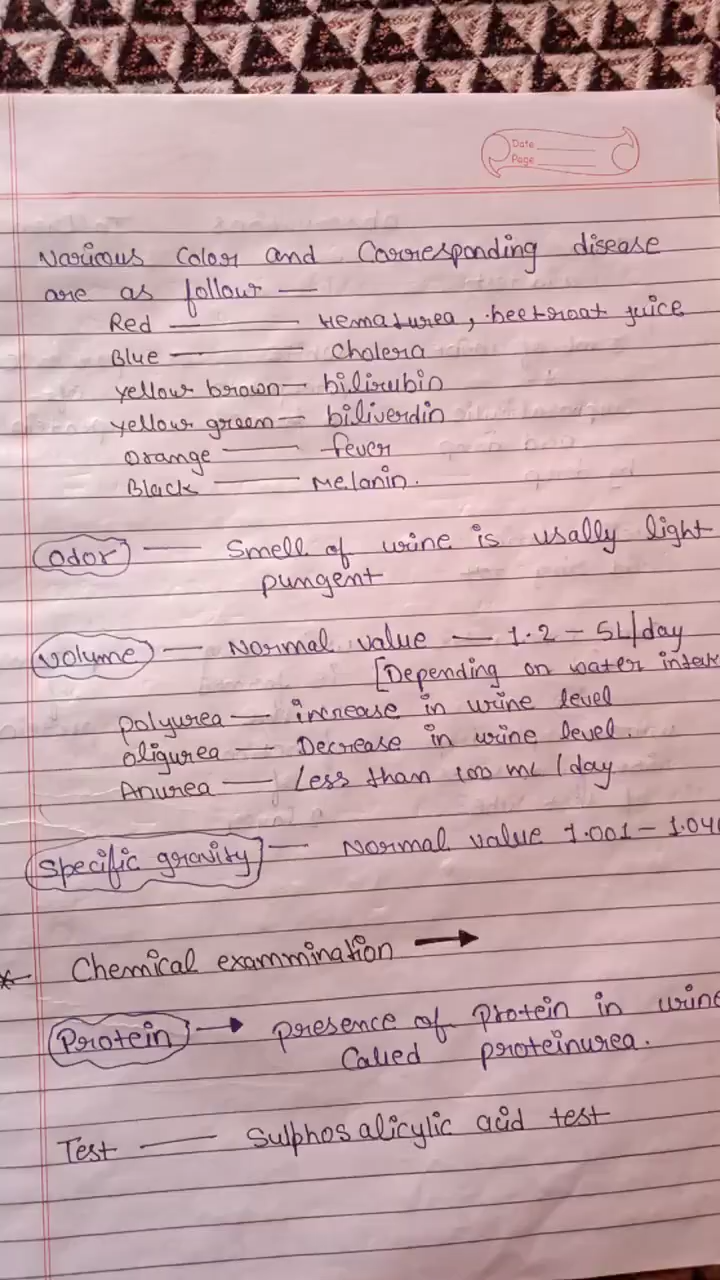 Date
Page
Various Color and Corresponding disease
are as follow —
Red — Hematurea, beetroat juice
Blue — Cholera
yellow brown — bilirubin
yellow green — biliverdin
Orange — fever
Black — Melanin.
Odor — Smell of urine is usally light
pungent
Volume — Normal value — 1.2 – 5L/day
[Depending on water intak
polyurea — increase in urine level
oligurea — Decrease in urine level.
Anurea — Less than 100 mL/day
Specific gravity — Normal value 1.001 – 1.040
Chemical exammination →
Protein → presence of protein in urine
Called proteinurea.
Test — Sulphosalicylic acid test